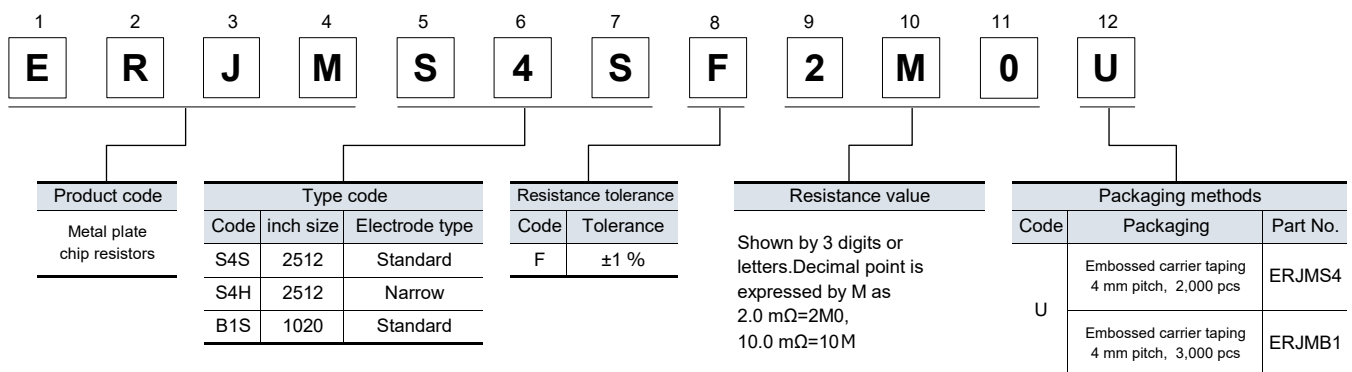 1 2 3 4 5 6 7 8 9 10 11 12
E R J M S 4 S F 2 M 0 U
Product code
Metal plate
chip resistors
Type code
Code inch size Electrode type
S4S 2512 Standard
S4H 2512 Narrow
B1S 1020 Standard
Resistance tolerance
Code Tolerance
F ±1 %
Resistance value
Shown by 3 digits or
letters.Decimal point is
expressed by M as
2.0 mΩ=2M0,
10.0 mΩ=10M
Packaging methods
Code Packaging Part No.
U
Embossed carrier taping
4 mm pitch, 2,000 pcs
ERJMS4
Embossed carrier taping
4 mm pitch, 3,000 pcs
ERJMB1